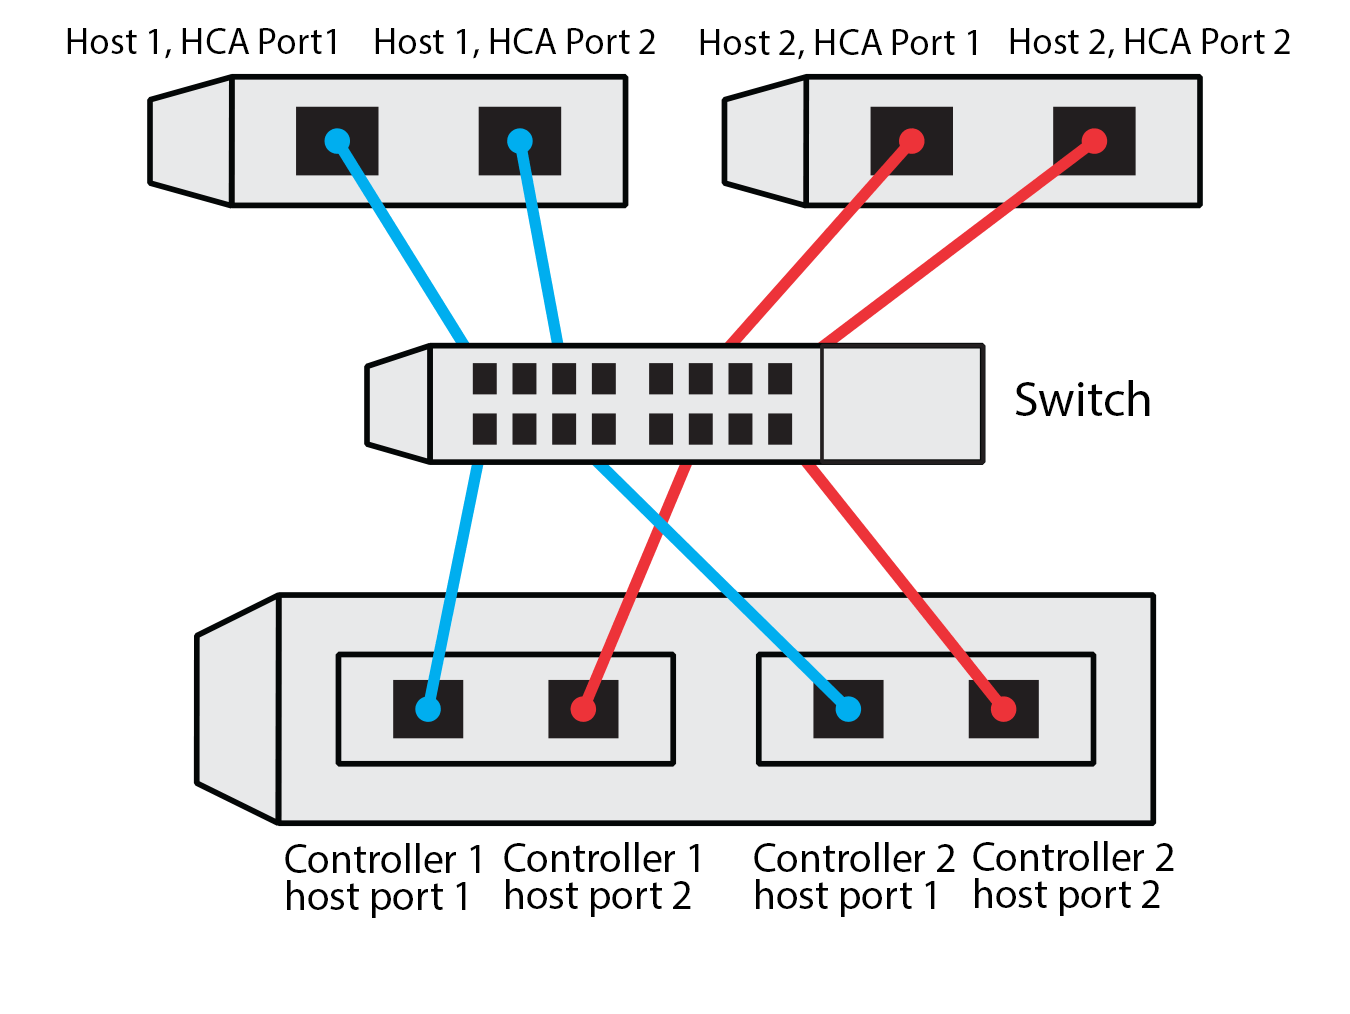 Host 1, HCA Port1
Host 1, HCA Port 2
Host 2, HCA Port 1
Host 2, HCA Port 2
Switch
Controller 1
host port 1
Controller 1
host port 2
Controller 2
host port 1
Controller 2
host port 2